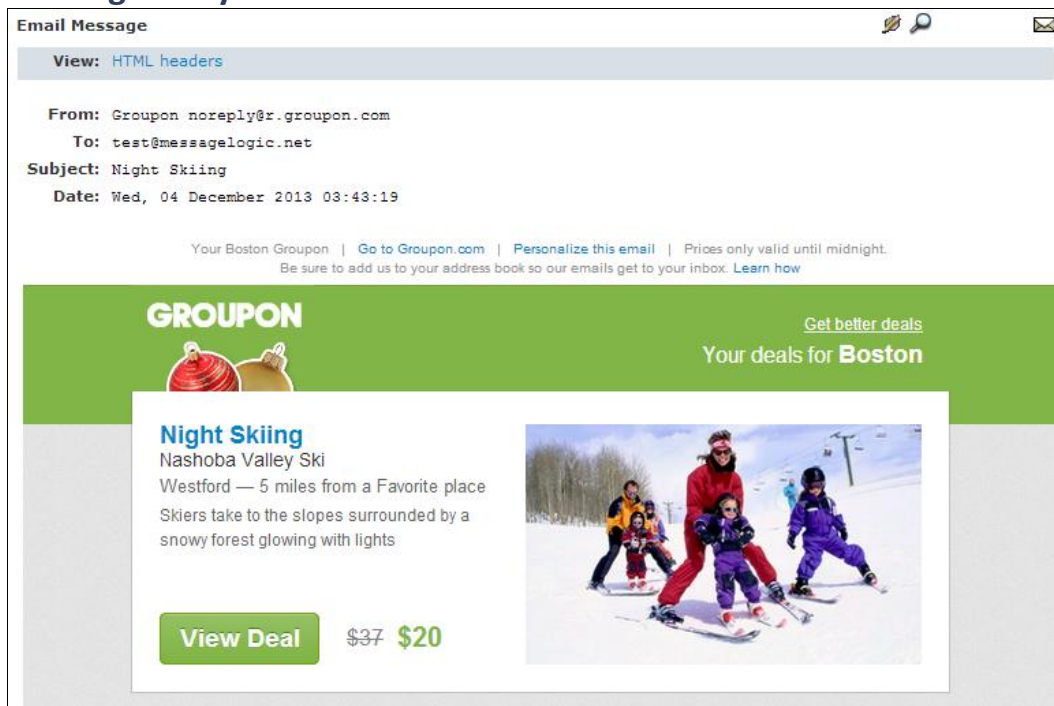 Email Message
View: HTML headers
From: Groupon noreply@r.groupon.com
To: test@messagelogic.net
Subject: Night Skiing
Date: Wed, 04 December 2013 03:43:19
Your Boston Groupon | Go to Groupon.com | Personalize this email | Prices only valid until midnight.
Be sure to add us to your address book so our emails get to your inbox. Learn how
GROUPON
Get better deals
Your deals for Boston
Night Skiing
Nashoba Valley Ski
Westford — 5 miles from a Favorite place
Skiers take to the slopes surrounded by a
snowy forest glowing with lights
View Deal $37 $20